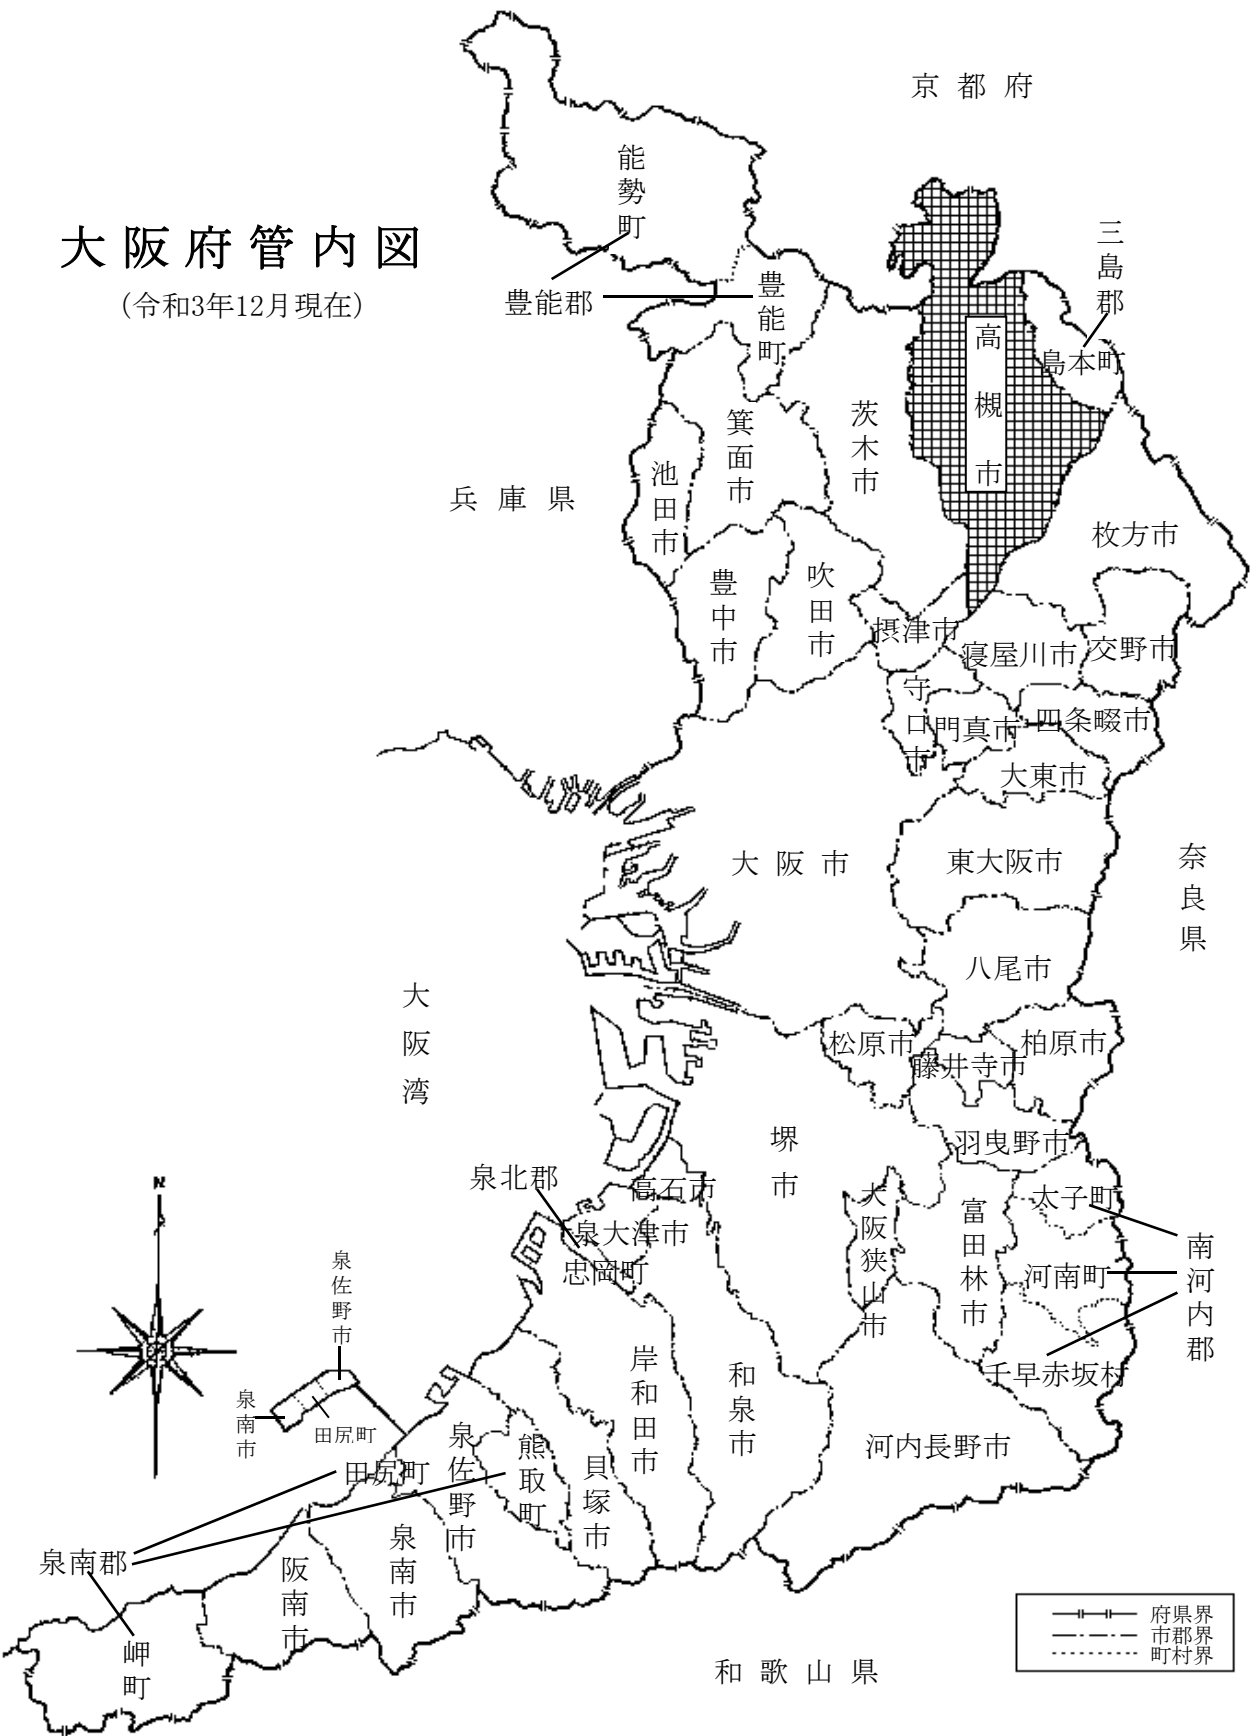 大阪府管内図
(令和3年12月現在)
京都府
能勢町
豊能郡
豊能町
三島郡
島本町
高槻市
茨木市
箕面市
池田市
兵庫県
枚方市
豊中市
吹田市
摂津市
寝屋川市
交野市
守口市
門真市
四条畷市
大東市
大阪市
東大阪市
奈良県
八尾市
大阪湾
松原市
藤井寺市
柏原市
羽曳野市
堺市
泉北郡
高石市
泉大津市
忠岡町
大阪狭山市
富田林市
太子町
河南町
南河内郡
千早赤坂村
N
泉佐野市
泉南市
田尻町
岸和田市
和泉市
河内長野市
田尻町
泉佐野市
熊取町
貝塚市
泉南郡
阪南市
泉南市
岬町
和歌山県
府県界
市郡界
町村界